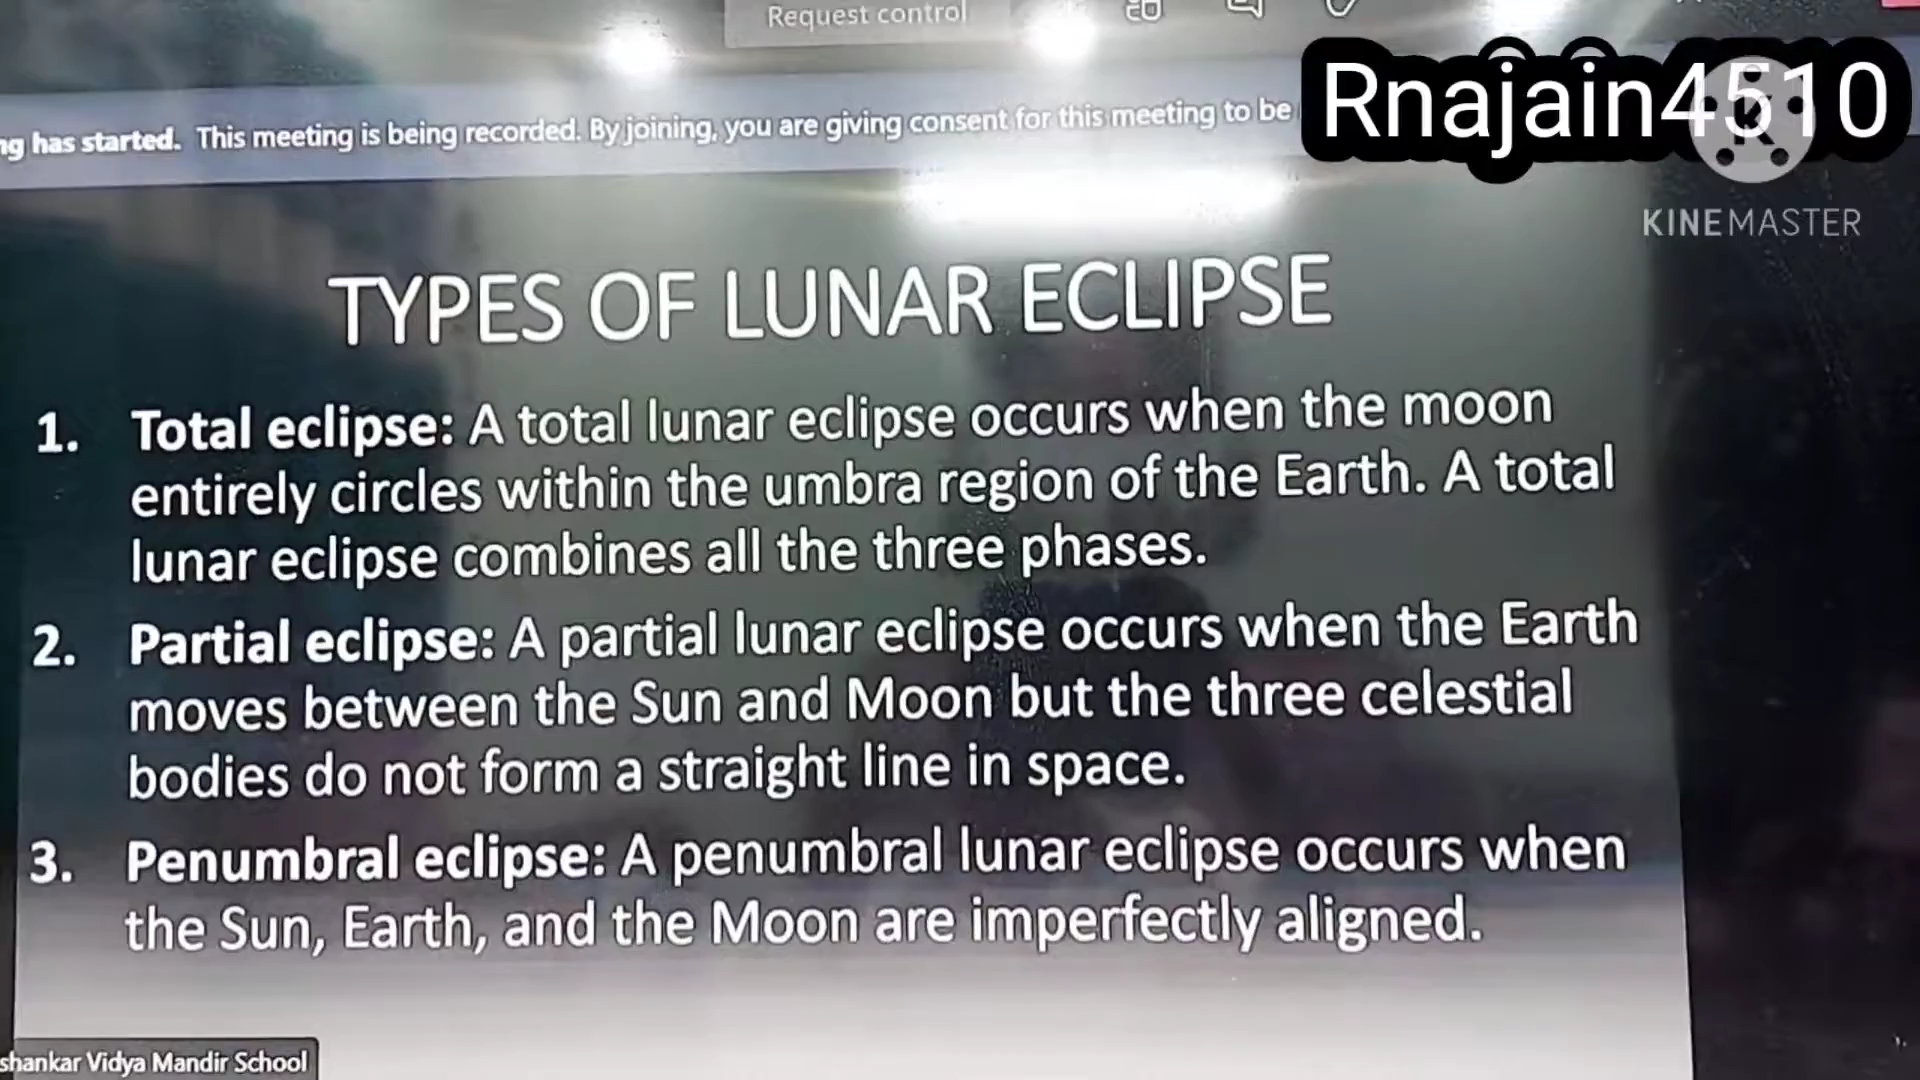 Request control
Rnajain4510
ng has started. This meeting is being recorded. By joining, you are giving consent for this meeting to be
KINEMASTER
TYPES OF LUNAR ECLIPSE
1. Total eclipse: A total lunar eclipse occurs when the moon
entirely circles within the umbra region of the Earth. A total
lunar eclipse combines all the three phases.
2. Partial eclipse: A partial lunar eclipse occurs when the Earth
moves between the Sun and Moon but the three celestial
bodies do not form a straight line in space.
3. Penumbral eclipse: A penumbral lunar eclipse occurs when
the Sun, Earth, and the Moon are imperfectly aligned.
shankar Vidya Mandir School